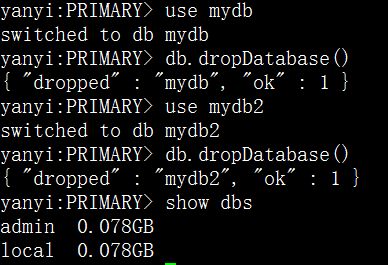 yanyi:PRIMARY> use mydb
switched to db mydb
yanyi:PRIMARY> db.dropDatabase()
{ "dropped" : "mydb", "ok" : 1 }
yanyi:PRIMARY> use mydb2
switched to db mydb2
yanyi:PRIMARY> db.dropDatabase()
{ "dropped" : "mydb2", "ok" : 1 }
yanyi:PRIMARY> show dbs
admin  0.078GB
local  0.078GB